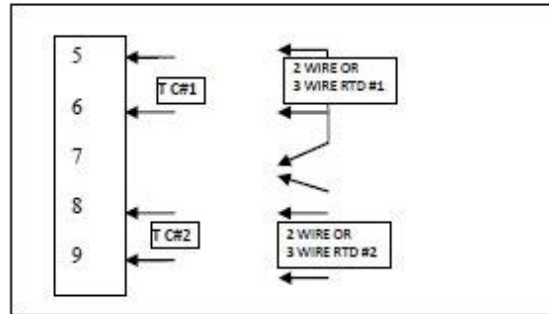 5
T C#1
2 WIRE OR
3 WIRE RTD #1
6
7
8
T C#2
2 WIRE OR
3 WIRE RTD #2
9